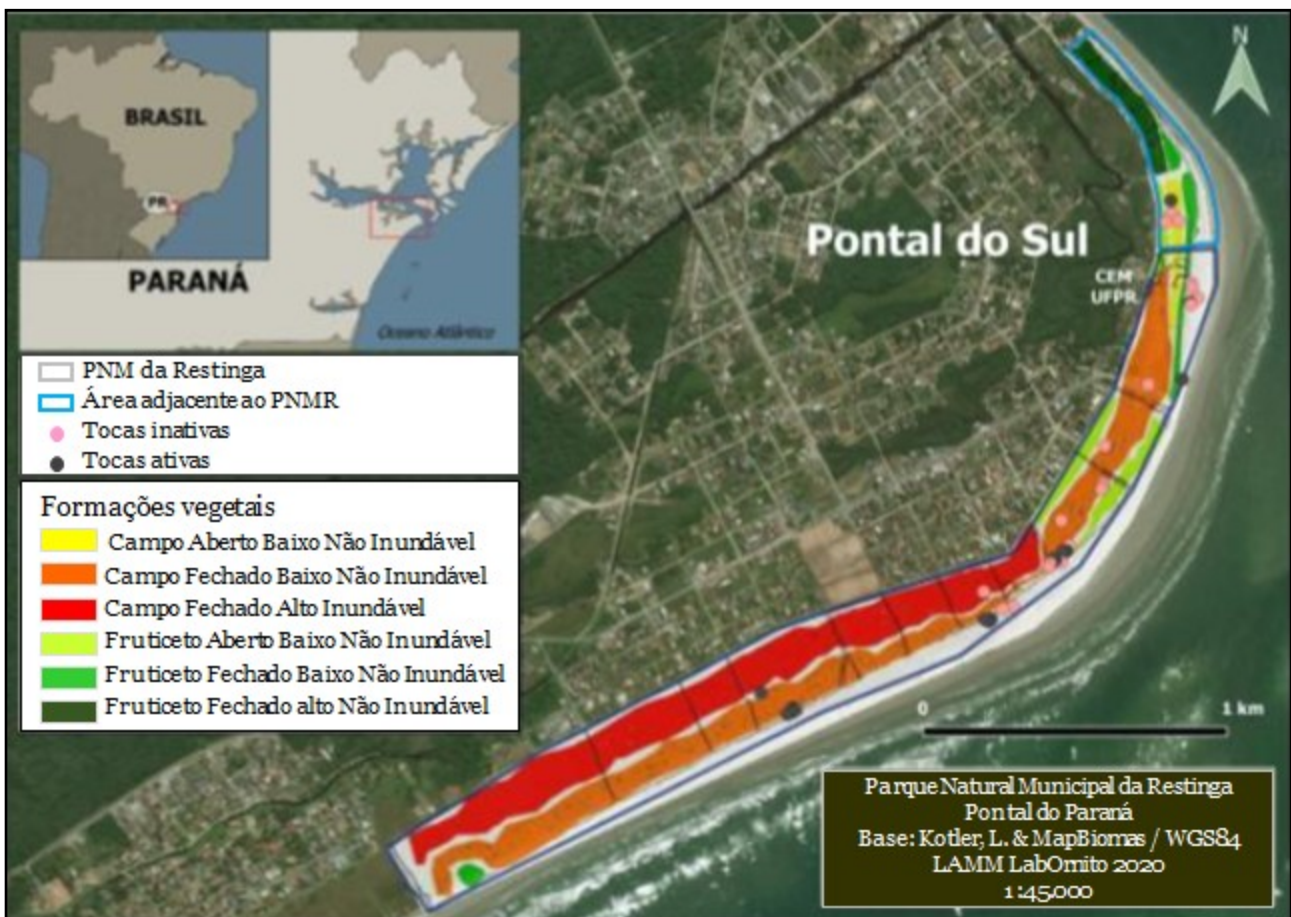 BRASIL
PR
PARANÁ
Oceano Atlântico
PNM da Restinga
Área adjacente ao PNMR
Tocas inativas
Tocas ativas
Formações vegetais
Campo Aberto Baixo Não Inundável
Campo Fechado Baixo Não Inundável
Campo Fechado Alto Inundável
Fruticeto Aberto Baixo Não Inundável
Fruticeto Fechado Baixo Não Inundável
Fruticeto Fechado alto Não Inundável
N
Pontal do Sul
CEM
UFPR
0 1 km
Parque Natural Municipal da Restinga
Pontal do Paraná
Base: Kotler, L. & MapBiomas / WGS84
LAMM LabOrnito 2020
1:45.000